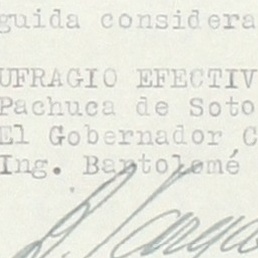 guida considera
UFRAGIO EFECTIV
Pachuca de Soto
El Gobernador C
Ing. Bartolomé